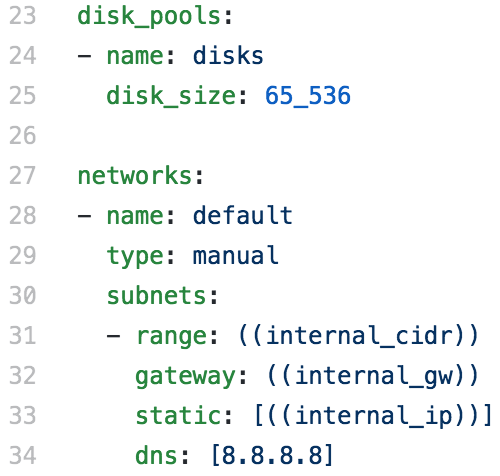 23 disk_pools:
24 - name: disks
25   disk_size: 65_536
26
27 networks:
28 - name: default
29   type: manual
30   subnets:
31   - range: ((internal_cidr))
32     gateway: ((internal_gw))
33     static: [((internal_ip))]
34     dns: [8.8.8.8]